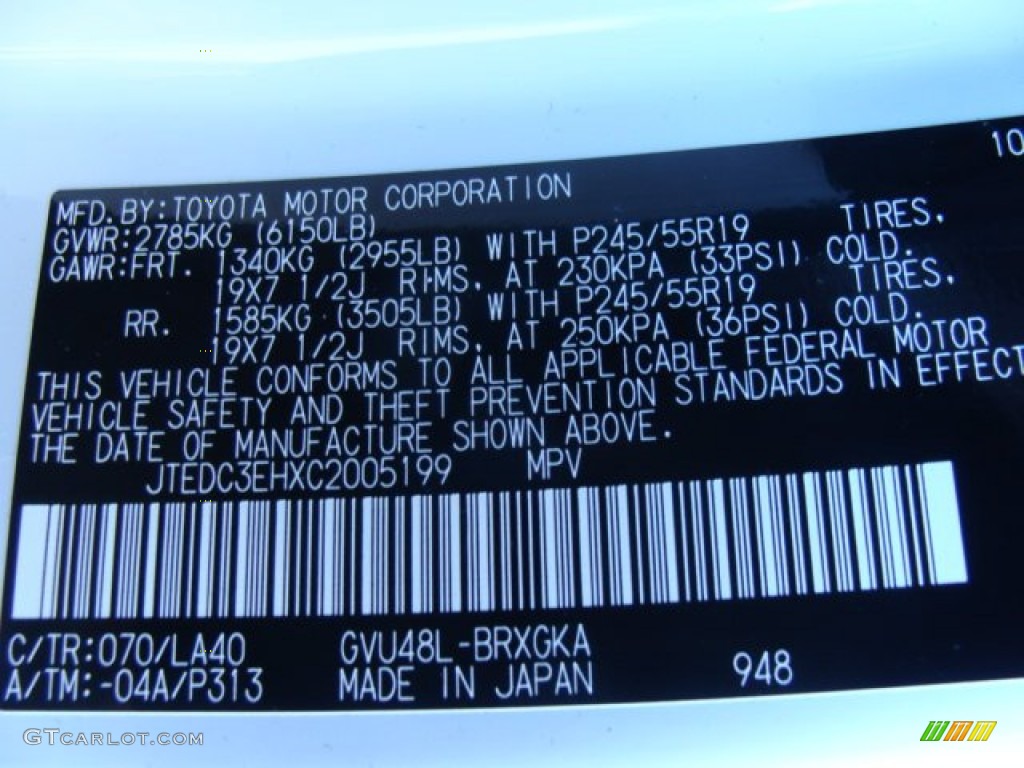 10
MFD.BY:TOYOTA MOTOR CORPORATION
GVWR:2785KG (6150LB)
GAWR:FRT. 1340KG (2955LB) WITH P245/55R19 TIRES,
19X7 1/2J RIMS, AT 230KPA (33PSI) COLD.
RR. 1585KG (3505LB) WITH P245/55R19 TIRES,
19X7 1/2J RIMS, AT 250KPA (36PSI) COLD.
THIS VEHICLE CONFORMS TO ALL APPLICABLE FEDERAL MOTOR
VEHICLE SAFETY AND THEFT PREVENTION STANDARDS IN EFFECT
THE DATE OF MANUFACTURE SHOWN ABOVE.
JTEDC3EHXC2005199 MPV
C/TR:070/LA40 GVU48L-BRXGKA
A/TM:-04A/P313 MADE IN JAPAN 948
GTCARLOT.COM